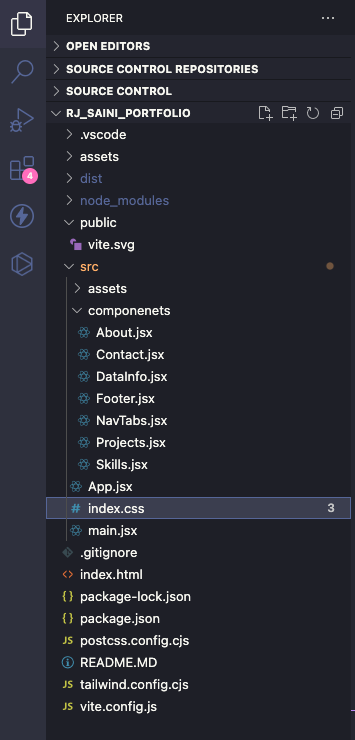 EXPLORER
OPEN EDITORS
SOURCE CONTROL REPOSITORIES
SOURCE CONTROL
RJ_SAINI_PORTFOLIO
.vscode
assets
dist
node_modules
4
public
vite.svg
src
assets
componenets
About.jsx
Contact.jsx
DataInfo.jsx
Footer.jsx
NavTabs.jsx
Projects.jsx
Skills.jsx
App.jsx
# index.css 3
main.jsx
.gitignore
<> index.html
{ } package-lock.json
{ } package.json
JS postcss.config.cjs
README.MD
JS tailwind.config.cjs
JS vite.config.js